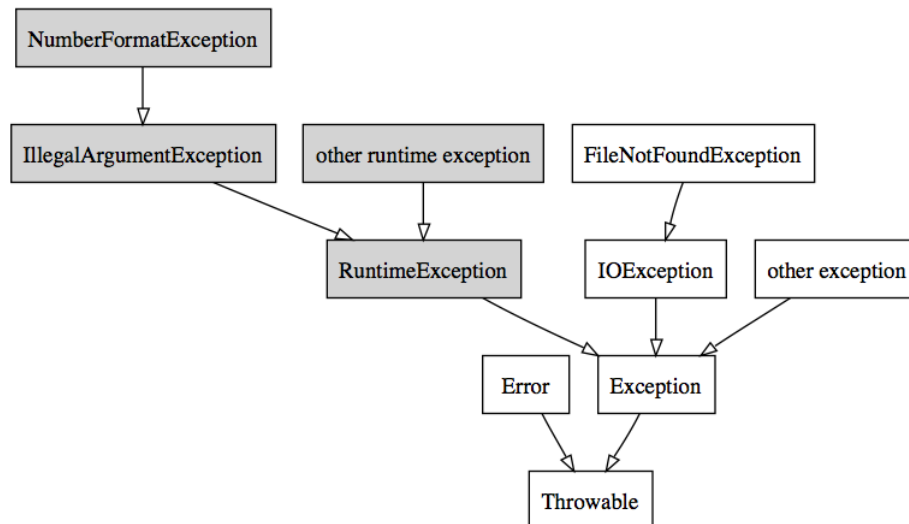 NumberFormatException
IllegalArgumentException
other runtime exception
FileNotFoundException
RuntimeException
IOException
other exception
Error
Exception
Throwable